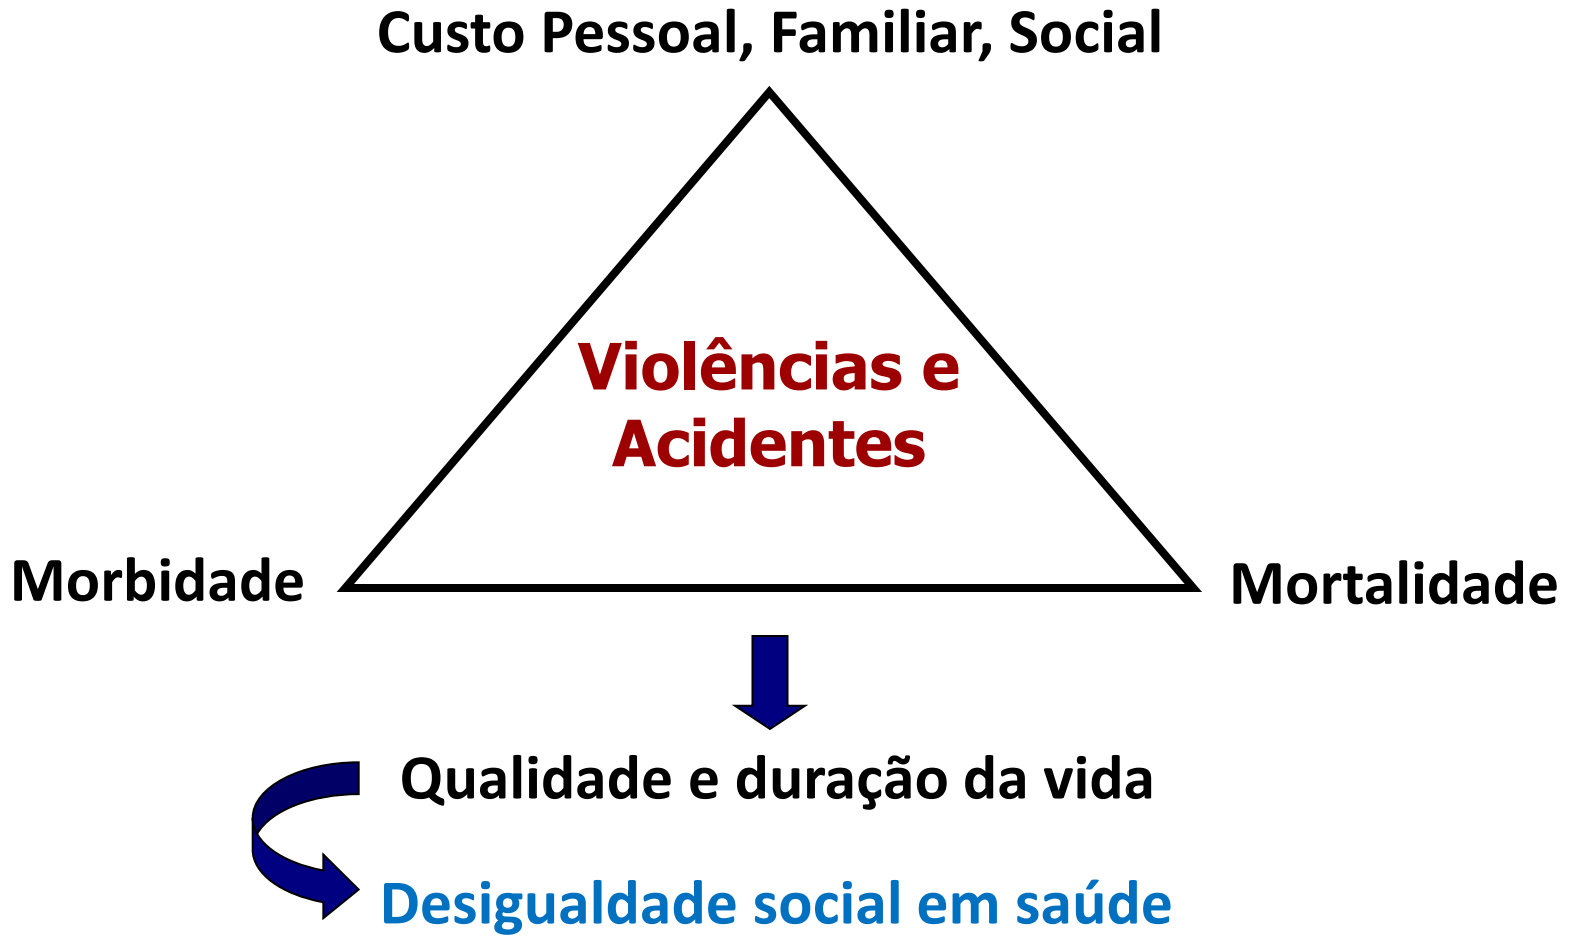 Custo Pessoal, Familiar, Social
Violências e
Acidentes
Morbidade
Mortalidade
Qualidade e duração da vida
Desigualdade social em saúde